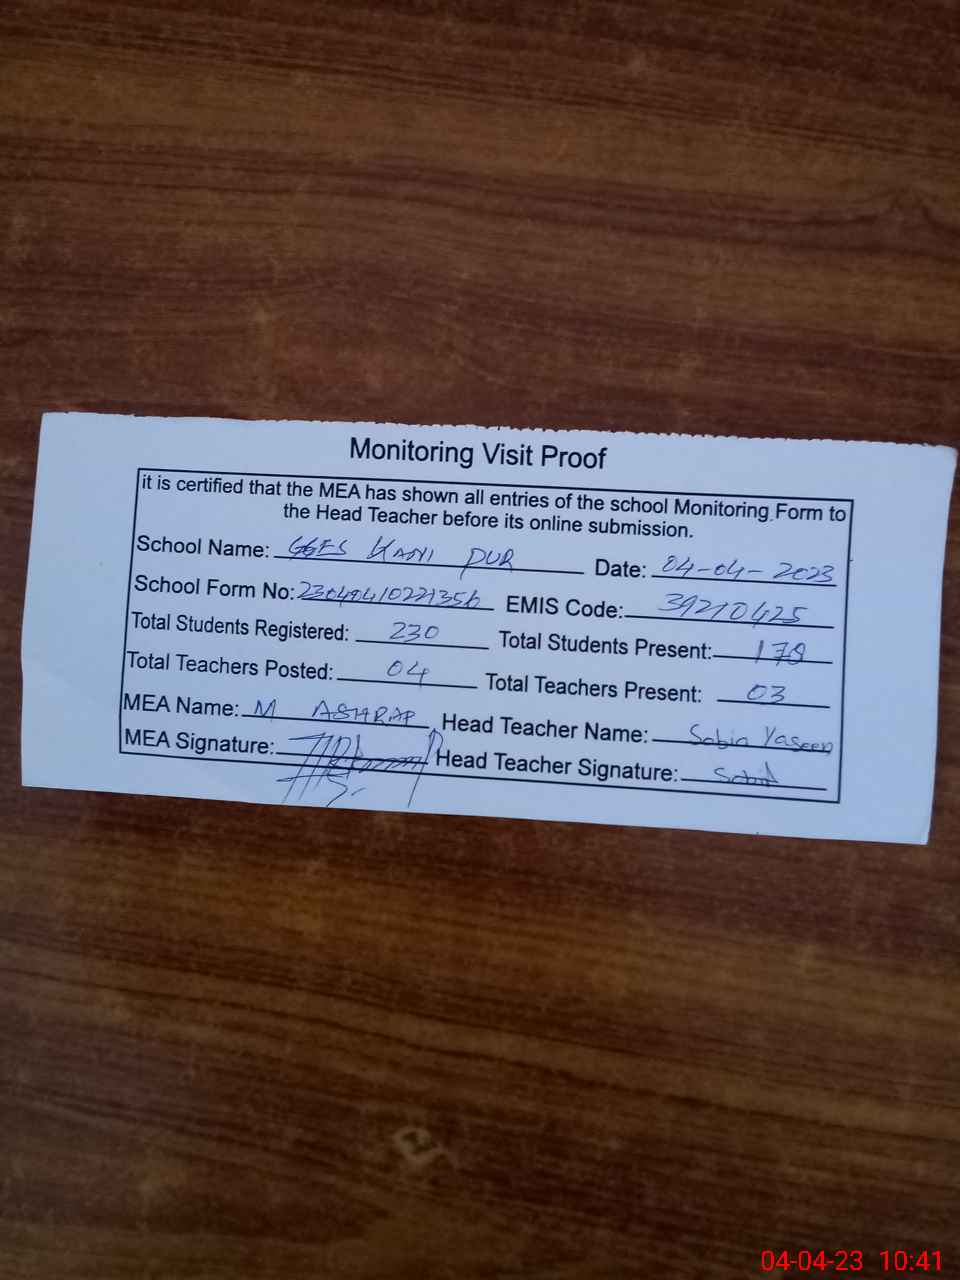 Monitoring Visit Proof
it is certified that the MEA has shown all entries of the school Monitoring Form to
the Head Teacher before its online submission.
School Name: GGES KANI PUR Date: 04-04-2023
School Form No: EMIS Code: 39210425
Total Students Registered: 230 Total Students Present: 178
Total Teachers Posted: 04 Total Teachers Present: 03
MEA Name: M ASHRAF Head Teacher Name: Sabia Yaseen
MEA Signature: Head Teacher Signature:
04-04-23 10:41